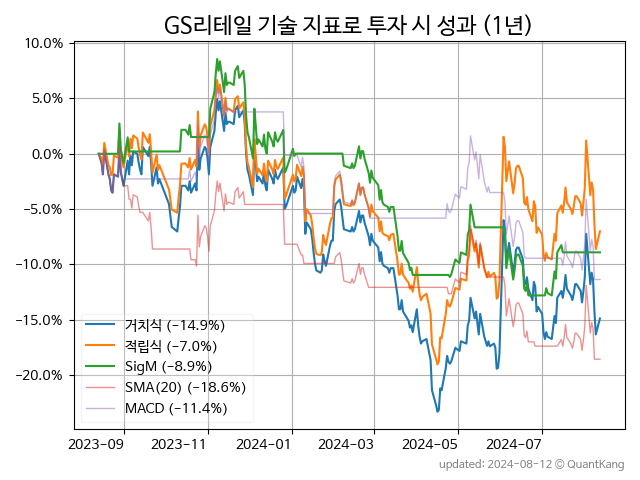 GS리테일 기술 지표로 투자 시 성과 (1년)
10.0%
5.0%
0.0%
−5.0%
−10.0%
−15.0%
−20.0%
거치식 (−14.9%)
적립식 (−7.0%)
SigM (−8.9%)
SMA(20) (−18.6%)
MACD (−11.4%)
2023−09 2023−11 2024−01 2024−03 2024−05 2024−07
updated: 2024−08−12 ⓒ QuantKang